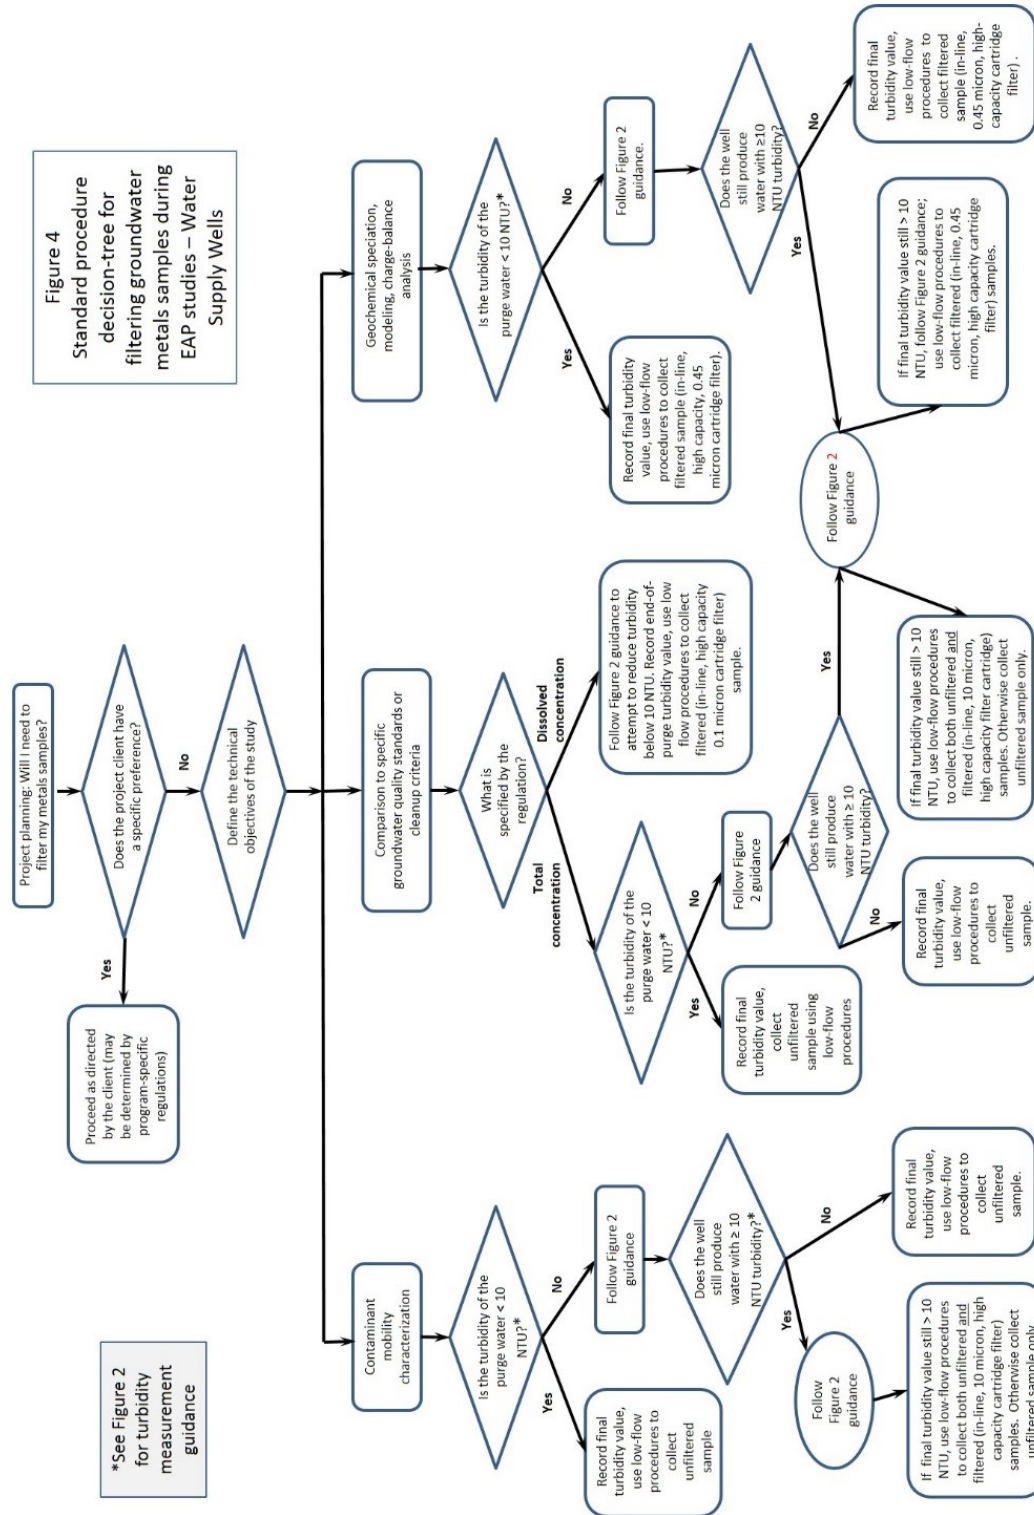 *See Figure 2
for turbidity
measurement
guidance
Figure 4
Standard procedure
decision-tree for
filtering groundwater
metals samples during
EAP studies – Water
Supply Wells
Project planning: Will I need to
filter my metals samples?
Does the project client have
a specific preference?
Yes
Proceed as directed
by the client (may
be determined by
program-specific
regulations)
No
Define the technical
objectives of the study
Contaminant
mobility
characterization
Is the turbidity of the
purge water < 10
NTU?*
Yes
Record final
turbidity value,
use low-flow
procedures to
collect
unfiltered
sample
No
Follow Figure 2
guidance
Does the well
still produce
water with ≥ 10
NTU turbidity?*
Yes
Follow
Figure 2
guidance
If final turbidity value still > 10
NTU, use low-flow procedures
to collect both unfiltered and
filtered (in-line, 10 micron, high
capacity cartridge filter)
samples. Otherwise collect
unfiltered sample only.
No
Record final
turbidity value,
use low-flow
procedures to
collect
unfiltered
sample.
Comparison to specific
groundwater quality standards or
cleanup criteria
What is
specified by the
regulation?
Total
concentration
Is the turbidity of the
purge water < 10
NTU?*
Yes
Record final
turbidity value,
collect
unfiltered
sample using
low-flow
procedures
No
Follow Figure
2 guidance
Does the well
still produce
water with ≥ 10
NTU turbidity?
No
Record final
turbidity value,
use low-flow
procedures to
collect
unfiltered
sample.
Yes
Follow Figure 2
guidance
If final turbidity value still > 10
NTU, use low-flow procedures
to collect both unfiltered and
filtered (in-line, 10 micron,
high capacity filter cartridge)
samples. Otherwise collect
unfiltered sample only.
Dissolved concentration
Follow Figure 2 guidance to
attempt to reduce turbidity
below 10 NTU. Record end-of-
purge turbidity value, use low
flow procedures to collect
filtered (in-line, high capacity
0.1 micron cartridge filter)
sample.
Geochemical speciation,
modeling, charge-balance
analysis
Is the turbidity of the
purge water < 10 NTU?*
Yes
Record final turbidity
value, use low-flow
procedures to collect
filtered sample (in-line,
high capacity, 0.45
micron cartridge filter).
No
Follow Figure 2
guidance.
Does the well
still produce
water with ≥10
NTU turbidity?
Yes
If final turbidity value still > 10
NTU, follow Figure 2 guidance;
use low-flow procedures to
collect filtered (in-line, 0.45
micron, high capacity cartridge
filter) samples.
No
Record final
turbidity value,
use low-flow
procedures to
collect filtered
sample (in-line,
0.45 micron, high-
capacity cartridge
filter) .